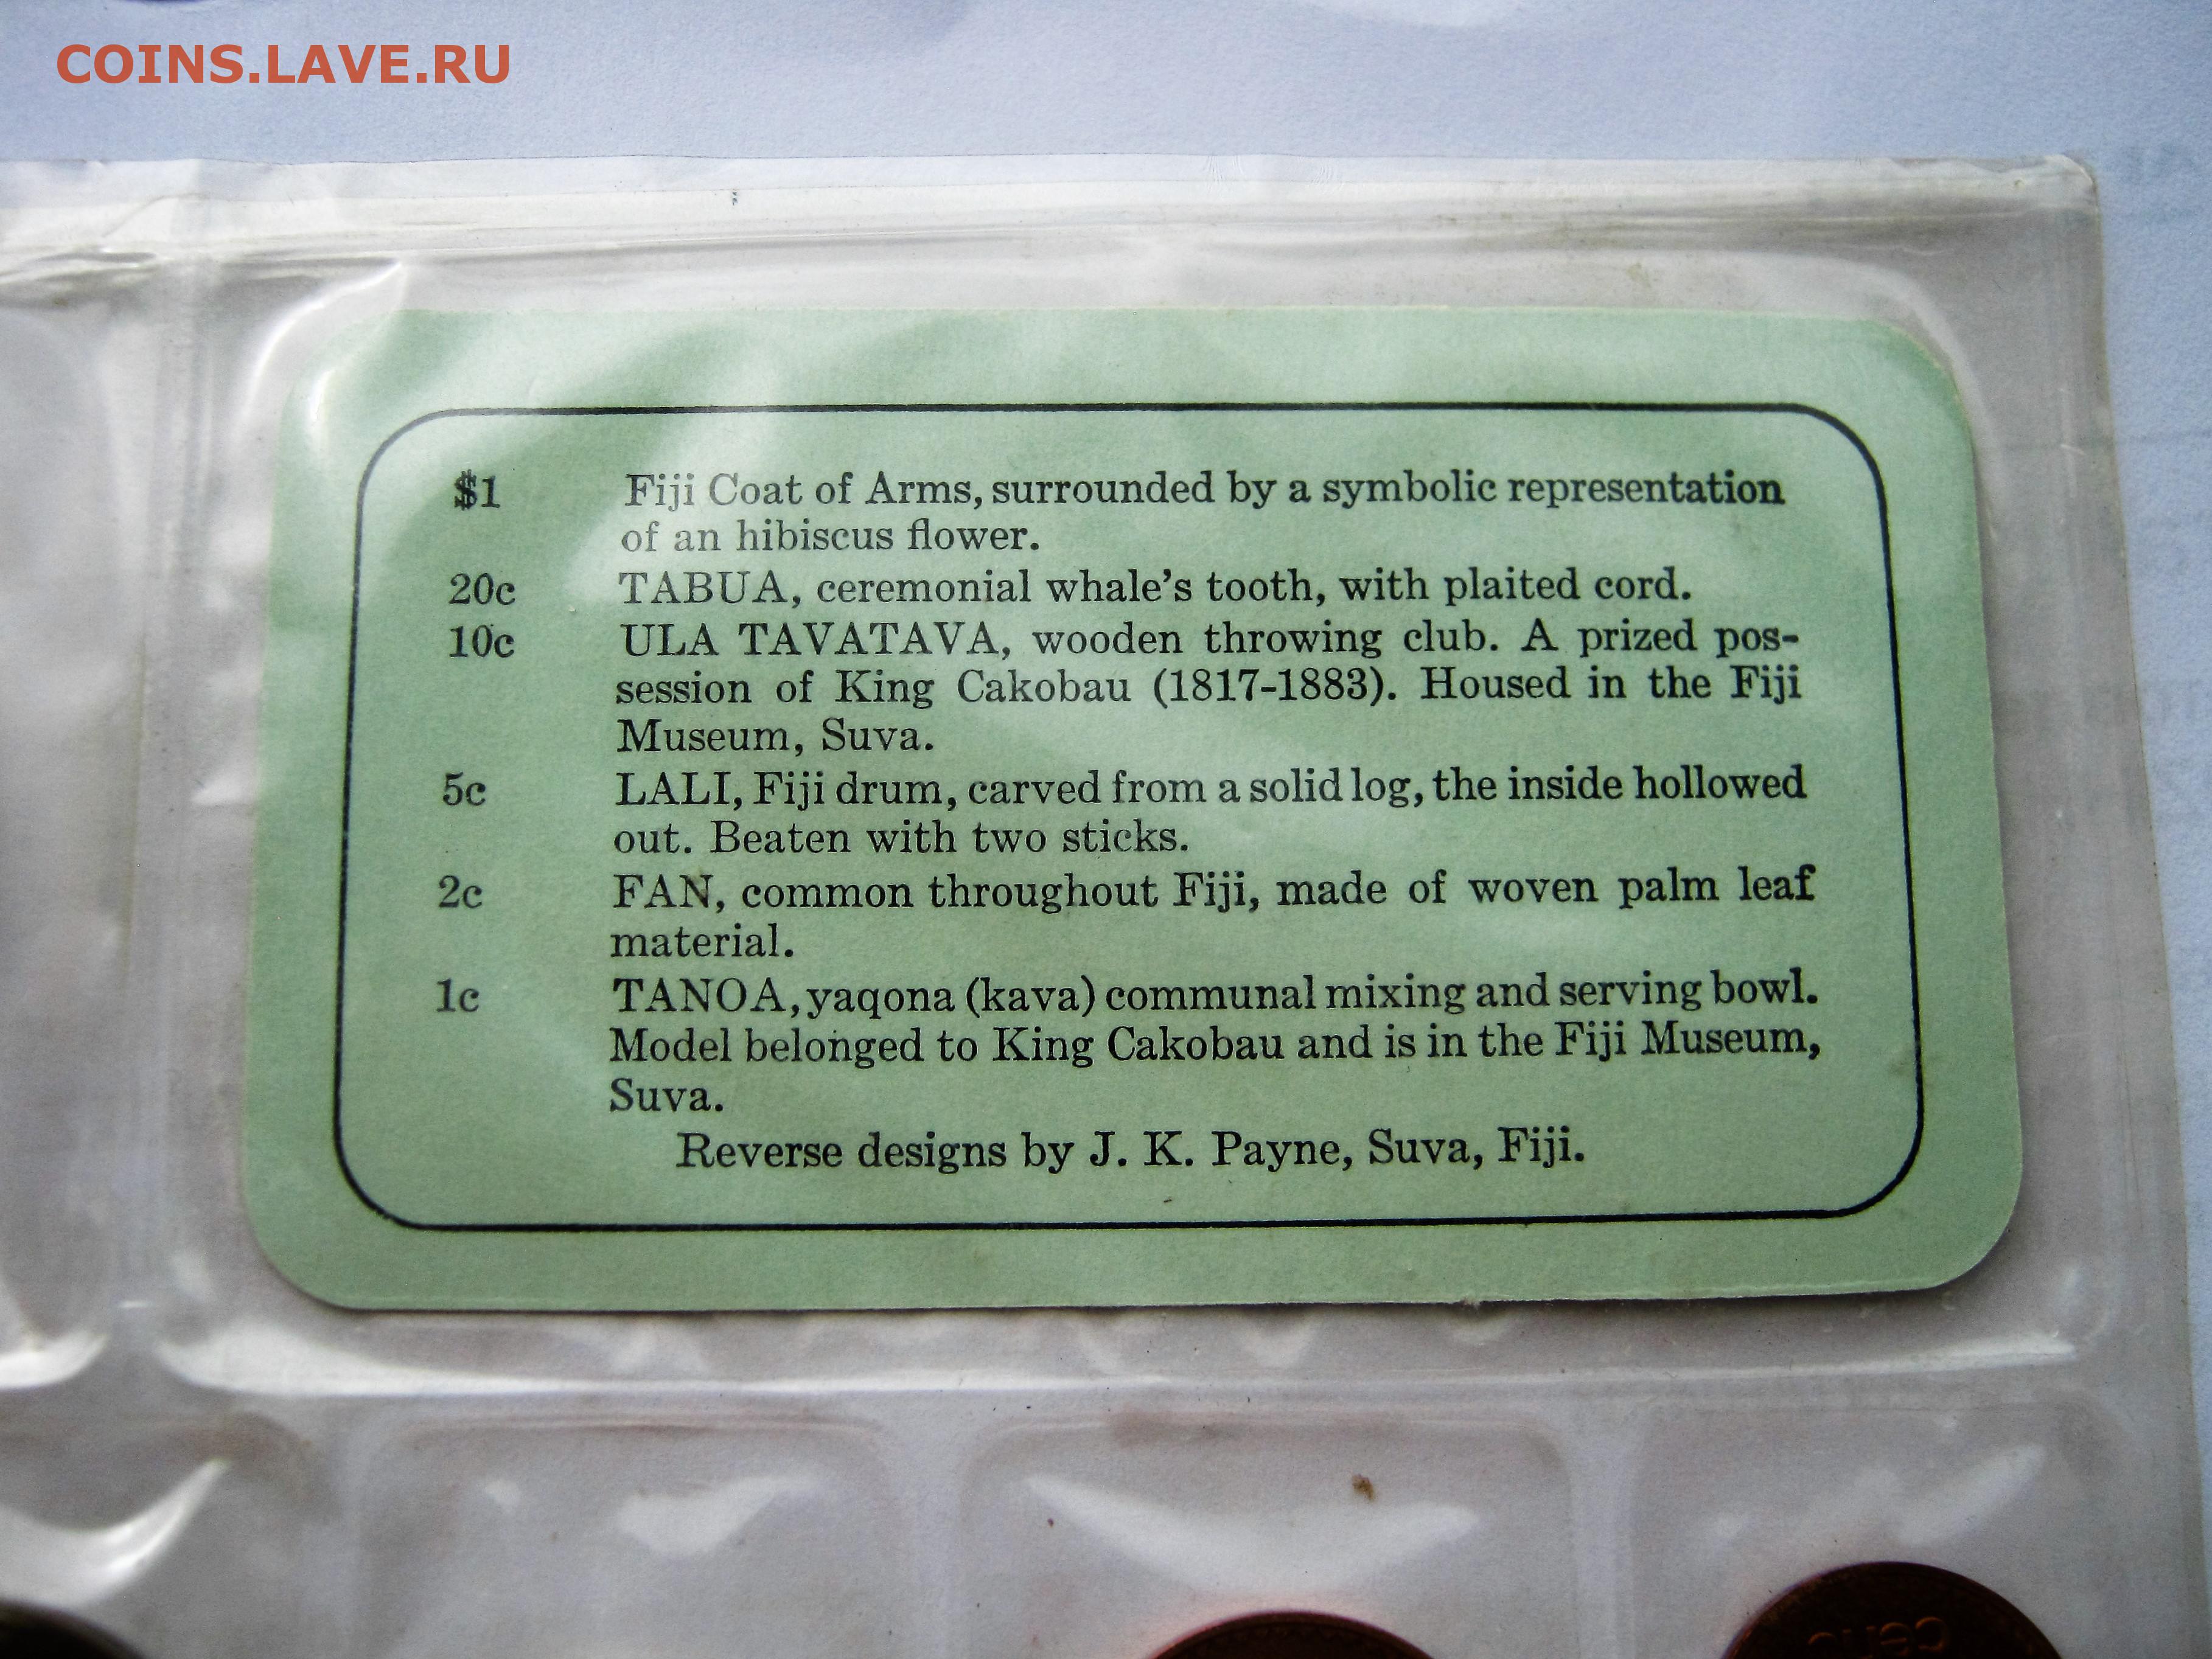 COINS.LAVE.RU
$1 Fiji Coat of Arms, surrounded by a symbolic representation
of an hibiscus flower.
20c TABUA, ceremonial whale's tooth, with plaited cord.
10c ULA TAVATAVA, wooden throwing club. A prized pos-
session of King Cakobau (1817-1883). Housed in the Fiji
Museum, Suva.
5c LALI, Fiji drum, carved from a solid log, the inside hollowed
out. Beaten with two sticks.
2c FAN, common throughout Fiji, made of woven palm leaf
material.
1c TANOA, yaqona (kava) communal mixing and serving bowl.
Model belonged to King Cakobau and is in the Fiji Museum,
Suva.
Reverse designs by J. K. Payne, Suva, Fiji.